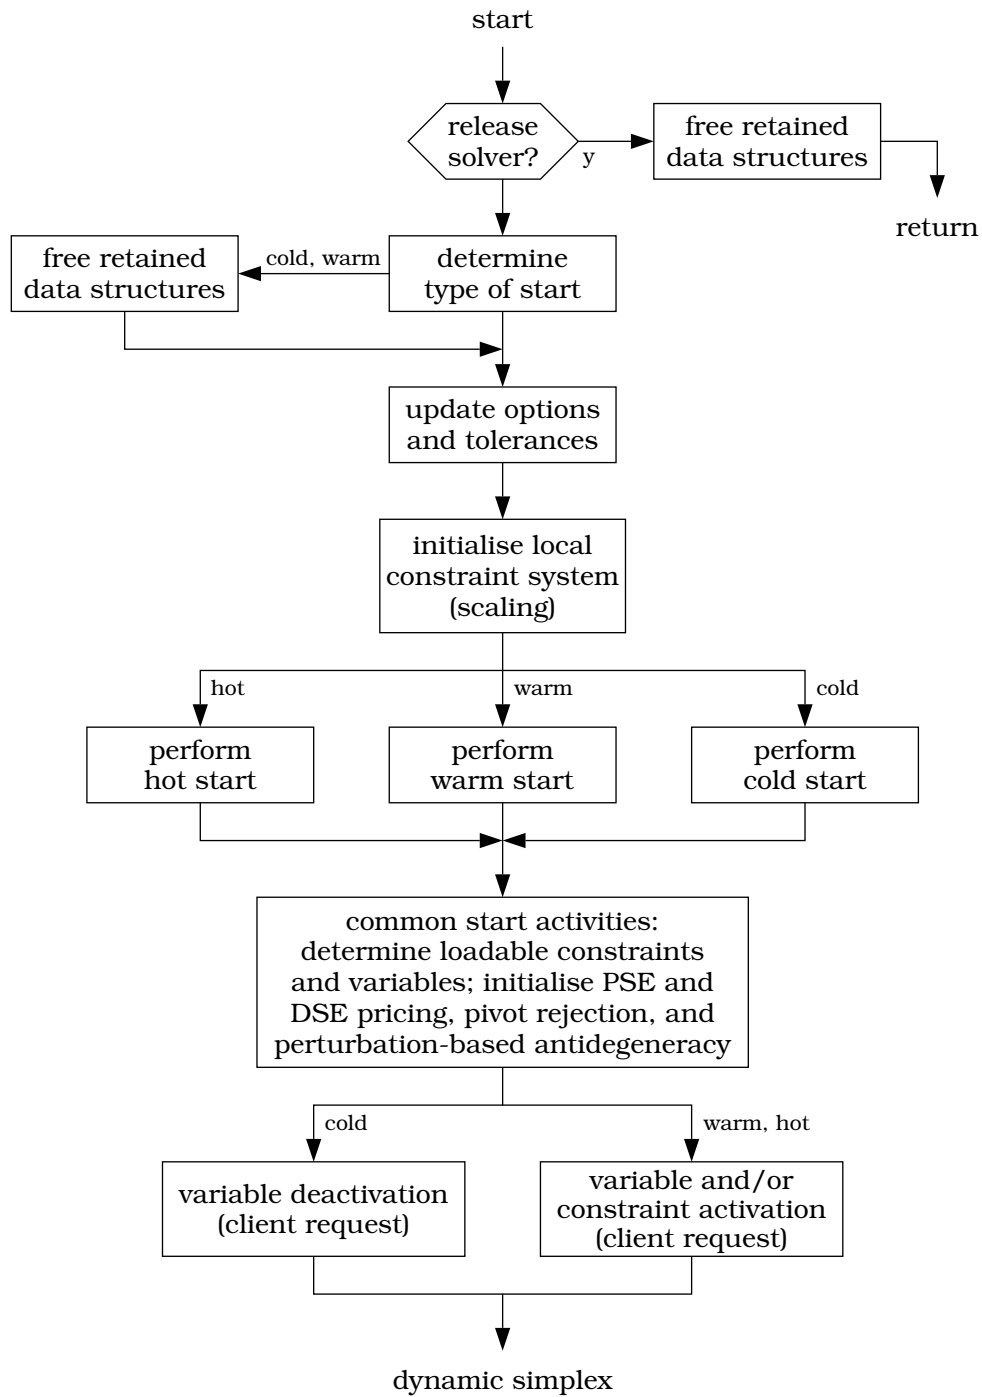 start
release
solver?
y
free retained
data structures
return
free retained
data structures
cold, warm
determine
type of start
update options
and tolerances
initialise local
constraint system
(scaling)
hot
warm
cold
perform
hot start
perform
warm start
perform
cold start
common start activities:
determine loadable constraints
and variables; initialise PSE and
DSE pricing, pivot rejection, and
perturbation-based antidegeneracy
cold
warm, hot
variable deactivation
(client request)
variable and/or
constraint activation
(client request)
dynamic simplex